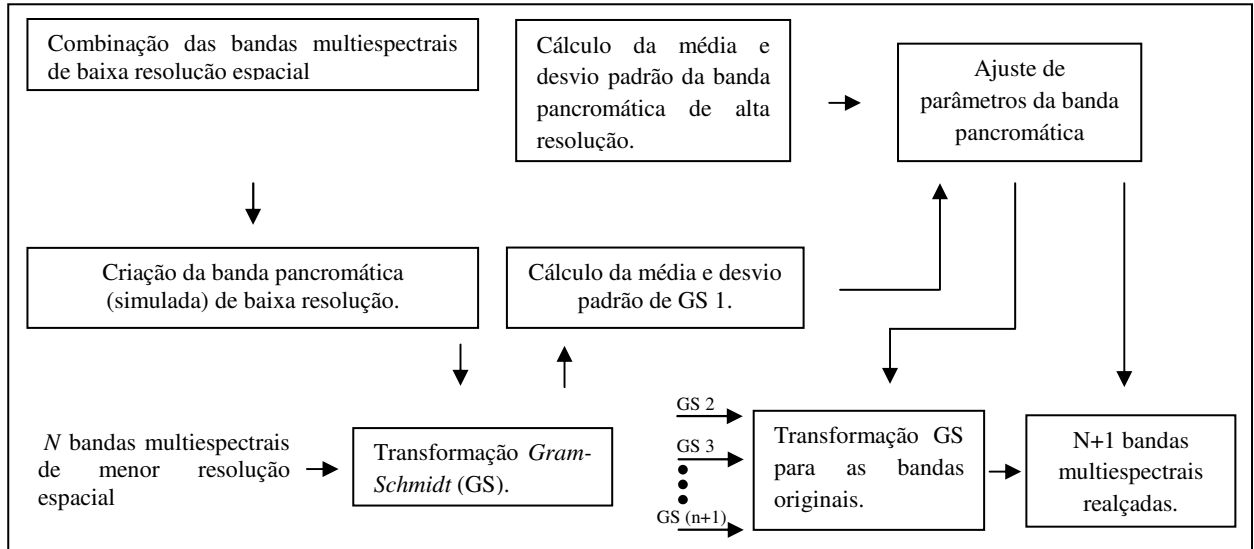 Combinação das bandas multiespectrais
de baixa resolução espacial
Cálculo da média e
desvio padrão da banda
pancromática de alta
resolução.
Ajuste de
parâmetros da banda
pancromática
Criação da banda pancromática
(simulada) de baixa resolução.
Cálculo da média e desvio
padrão de GS 1.
N bandas multiespectrais
de menor resolução
espacial
Transformação Gram-
Schmidt (GS).
GS 2
GS 3
GS (n+1)
Transformação GS
para as bandas
originais.
N+1 bandas
multiespectrais
realçadas.